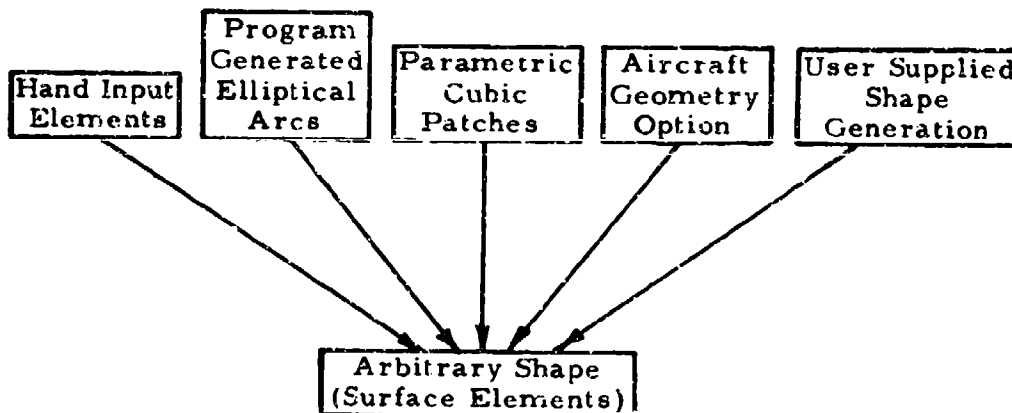 Hand Input
Elements
Program
Generated
Elliptical
Arcs
Parametric
Cubic
Patches
Aircraft
Geometry
Option
User Supplied
Shape
Generation
Arbitrary Shape
(Surface Elements)